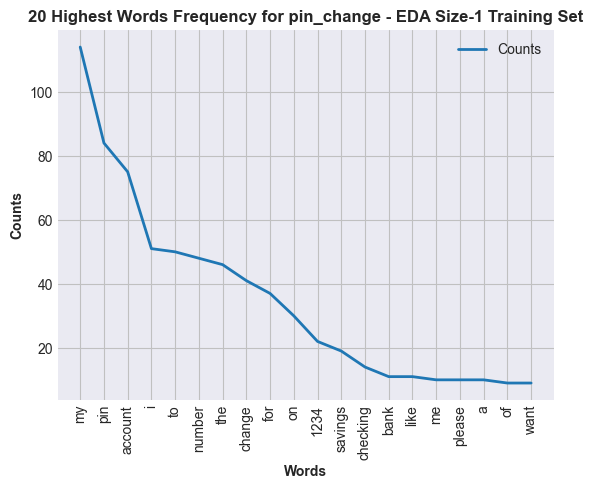 20 Highest Words Frequency for pin_change - EDA Size-1 Training Set
Counts
Counts
100
80
60
40
20
my
pin
account
i
to
number
the
change
for
on
1234
savings
checking
bank
like
me
please
a
of
want
Words